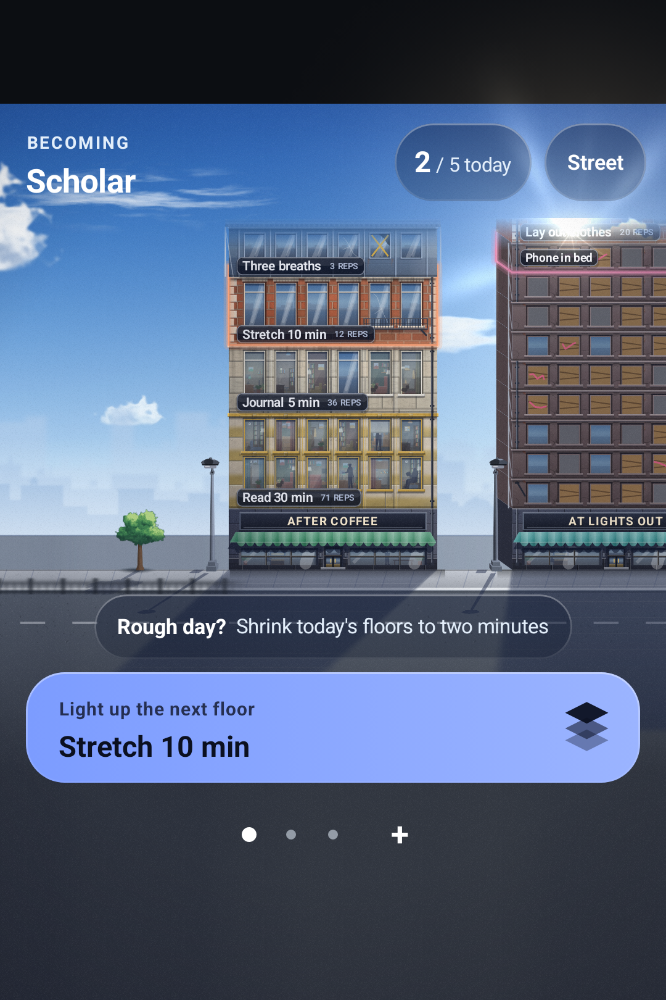 BECOMING
Scholar
2 / 5 today
Street
Lay out clothes 20 REPS
Phone in bed
Three breaths 3 REPS
Stretch 10 min 12 REPS
Journal 5 min 36 REPS
Read 30 min 71 REPS
AFTER COFFEE
AT LIGHTS OUT
Rough day? Shrink today's floors to two minutes
Light up the next floor
Stretch 10 min
+